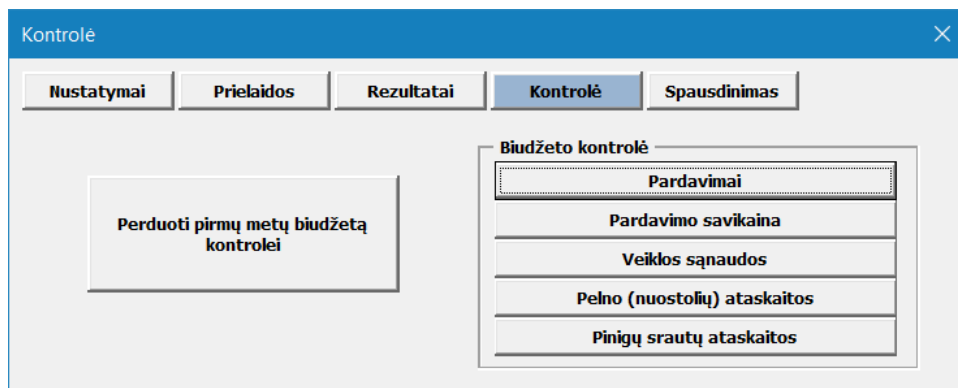 Kontrolė
Nustatymai
Prielaidos
Rezultatai
Kontrolė
Spausdinimas
Perduoti pirmų metų biudžetą
kontrolei
Biudžeto kontrolė
Pardavimai
Pardavimo savikaina
Veiklos sąnaudos
Pelno (nuostolių) ataskaitos
Pinigų srautų ataskaitos